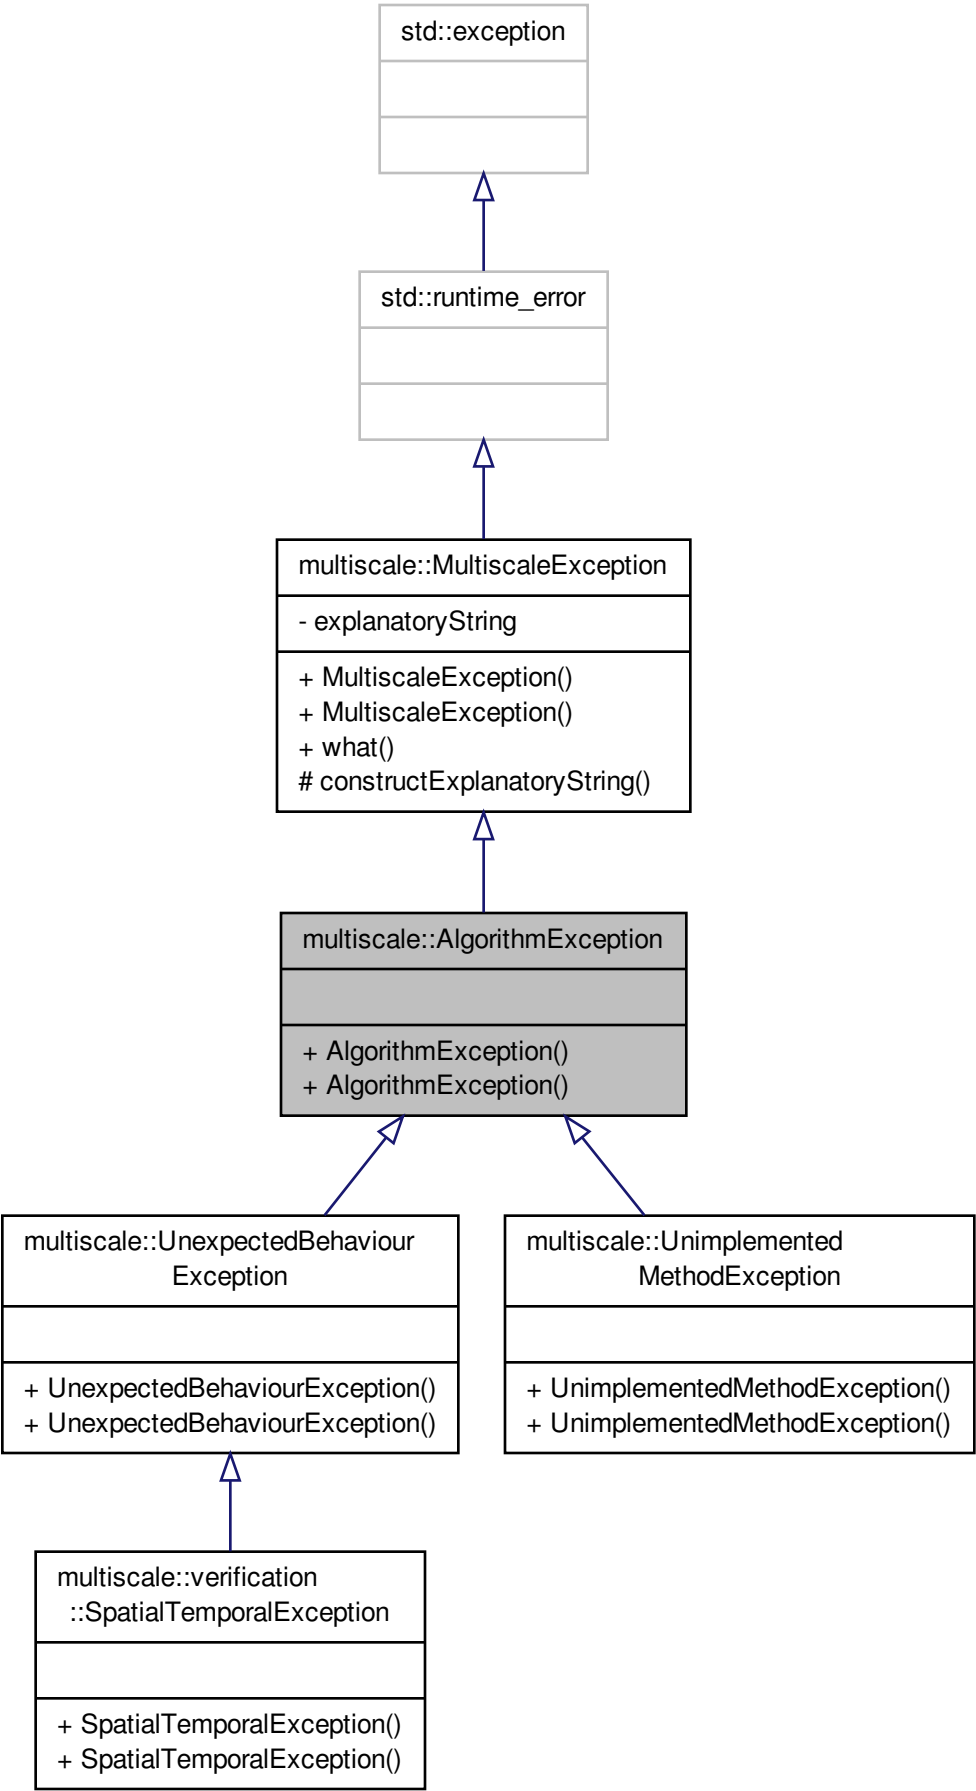 std::exception
std::runtime_error
multiscale::MultiscaleException
- explanatoryString
+ MultiscaleException()
+ MultiscaleException()
+ what()
# constructExplanatoryString()
multiscale::AlgorithmException
+ AlgorithmException()
+ AlgorithmException()
multiscale::UnexpectedBehaviour
Exception
+ UnexpectedBehaviourException()
+ UnexpectedBehaviourException()
multiscale::Unimplemented
MethodException
+ UnimplementedMethodException()
+ UnimplementedMethodException()
multiscale::verification
::SpatialTemporalException
+ SpatialTemporalException()
+ SpatialTemporalException()